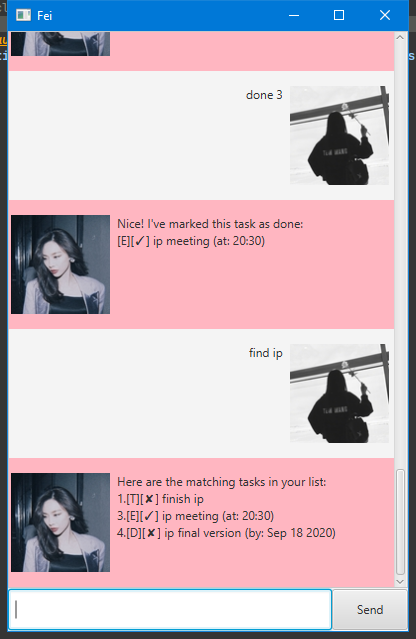 Fei
done 3
Nice! I've marked this task as done:
[E][✓] ip meeting (at: 20:30)
find ip
Here are the matching tasks in your list:
1.[T][✘] finish ip
3.[E][✓] ip meeting (at: 20:30)
4.[D][✘] ip final version (by: Sep 18 2020)
Send